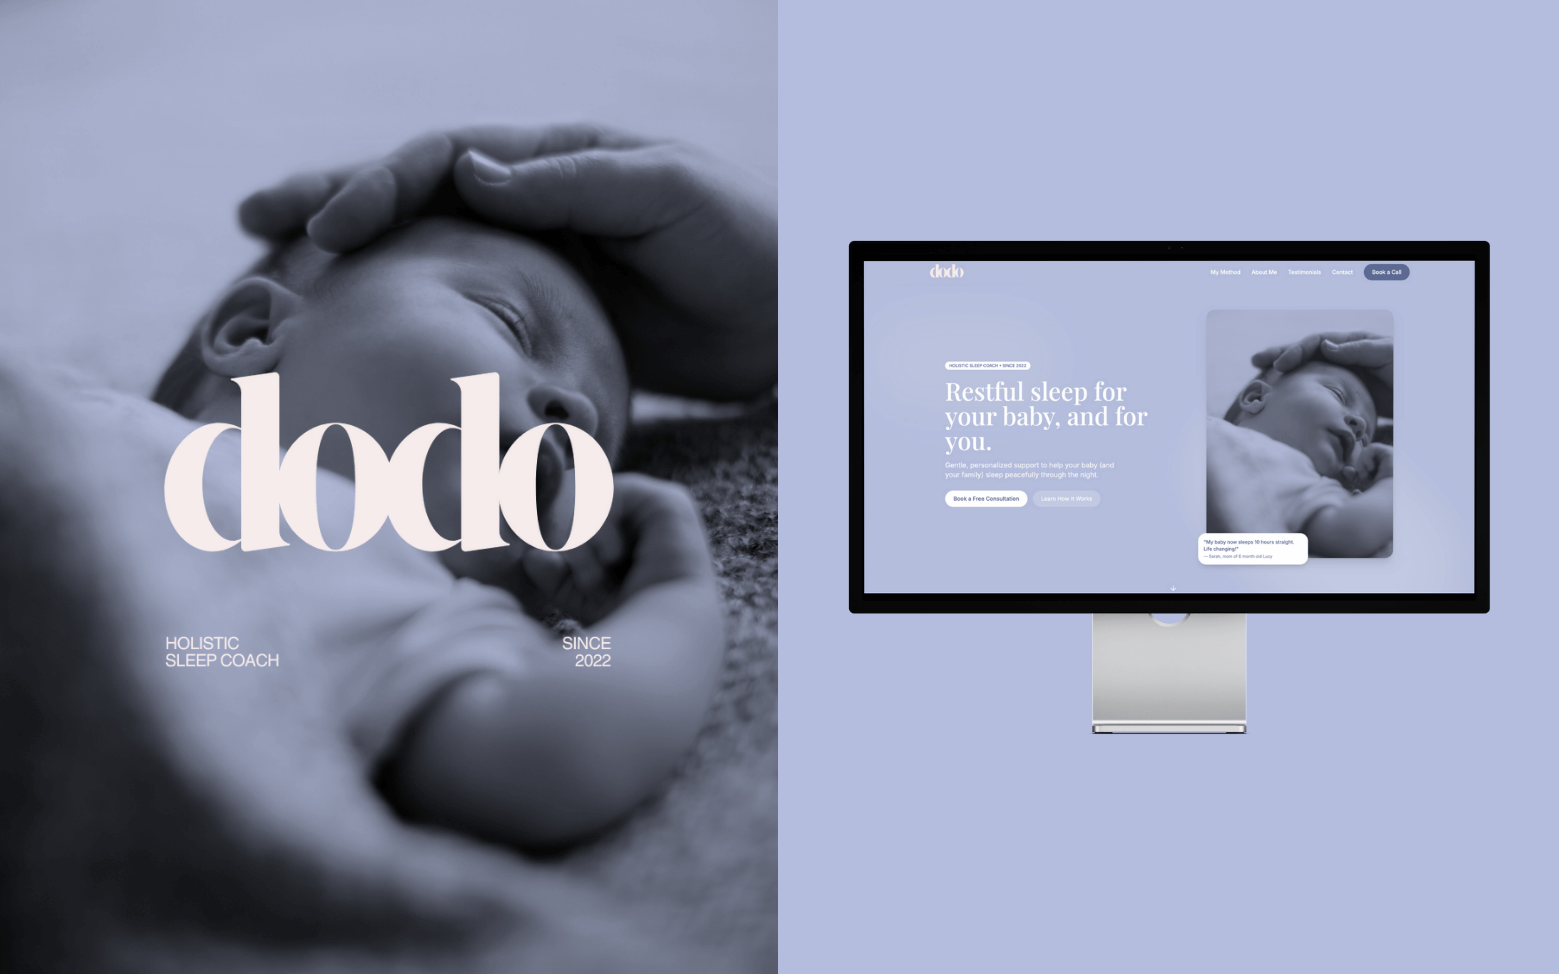 dodo
HOLISTIC
SLEEP COACH
SINCE
2022
dodo
My Method
About Me
Testimonials
Contact
Book a Call
HOLISTIC SLEEP COACH • SINCE 2022
Restful sleep for
your baby, and for
you.
Gentle, personalized support to help your baby (and
your family) sleep peacefully through the night.
Book a Free Consultation
Learn How It Works
"My baby now sleeps 10 hours straight.
Life changing!"
— Sarah, mom of 8 month old Lucy